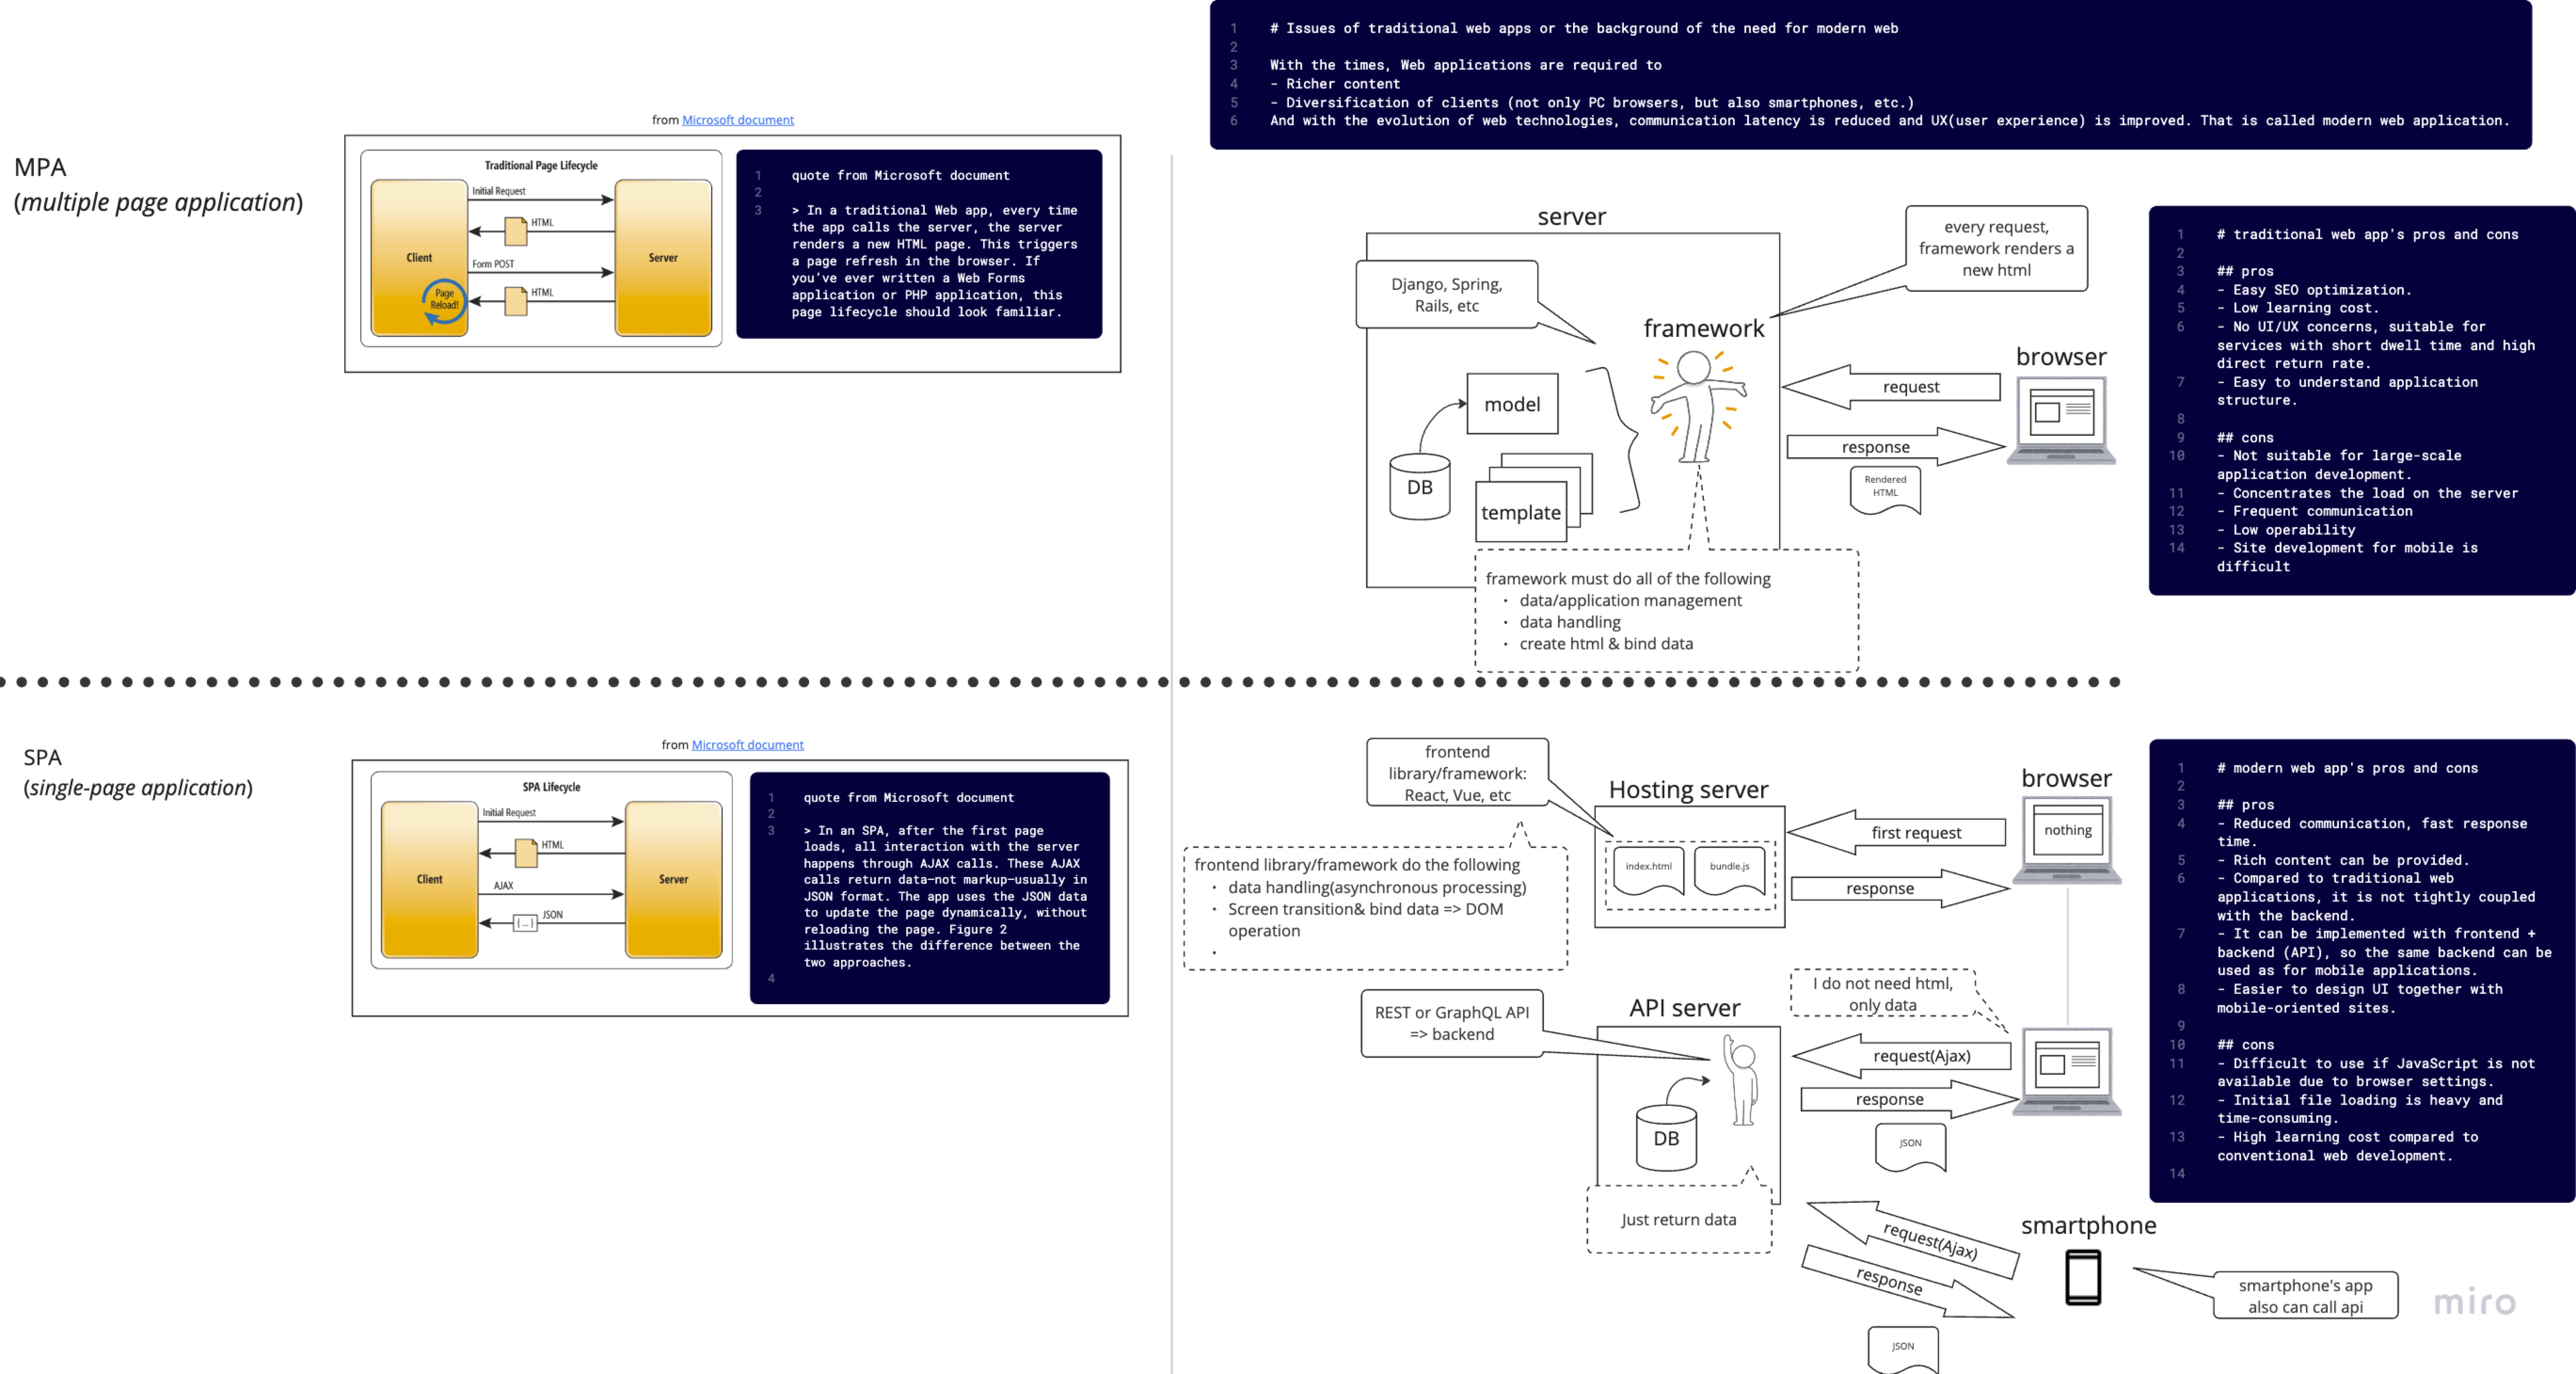 1 # Issues of traditional web apps or the background of the need for modern web
2
3 With the times, Web applications are required to
4 - Richer content
5 - Diversification of clients (not only PC browsers, but also smartphones, etc.)
6 And with the evolution of web technologies, communication latency is reduced and UX(user experience) is improved. That is called modern web application.
MPA
(multiple page application)
from Microsoft document
Traditional Page Lifecycle
Client
Initial Request
HTML
Form POST
HTML
Page
Reload!
Server
1 quote from Microsoft document
2
3 > In a traditional Web app, every time
the app calls the server, the server
renders a new HTML page. This triggers
a page refresh in the browser. If
you've ever written a Web Forms
application or PHP application, this
page lifecycle should look familiar.
server
Django, Spring,
Rails, etc
every request,
framework renders a
new html
framework
browser
model
DB
template
request
response
Rendered
HTML
framework must do all of the following
• data/application management
• data handling
• create html & bind data
1 # traditional web app's pros and cons
2
3 ## pros
4 - Easy SEO optimization.
5 - Low learning cost.
6 - No UI/UX concerns, suitable for
services with short dwell time and high
direct return rate.
7 - Easy to understand application
structure.
8
9 ## cons
10 - Not suitable for large-scale
application development.
11 - Concentrates the load on the server
12 - Frequent communication
13 - Low operability
14 - Site development for mobile is
difficult
SPA
(single-page application)
from Microsoft document
SPA Lifecycle
Client
Initial Request
HTML
AJAX
{ ... }
JSON
Server
1 quote from Microsoft document
2
3 > In an SPA, after the first page
loads, all interaction with the server
happens through AJAX calls. These AJAX
calls return data—not markup—usually in
JSON format. The app uses the JSON data
to update the page dynamically, without
reloading the page. Figure 2
illustrates the difference between the
two approaches.
4
frontend
library/framework:
React, Vue, etc
Hosting server
index.html
bundle.js
browser
nothing
first request
response
frontend library/framework do the following
• data handling(asynchronous processing)
• Screen transition& bind data => DOM
operation
•
I do not need html,
only data
REST or GraphQL API
=> backend
API server
DB
request(Ajax)
response
JSON
Just return data
request(Ajax)
response
JSON
smartphone
smartphone's app
also can call api
1 # modern web app's pros and cons
2
3 ## pros
4 - Reduced communication, fast response
time.
5 - Rich content can be provided.
6 - Compared to traditional web
applications, it is not tightly coupled
with the backend.
7 - It can be implemented with frontend +
backend (API), so the same backend can be
used as for mobile applications.
8 - Easier to design UI together with
mobile-oriented sites.
9
10 ## cons
11 - Difficult to use if JavaScript is not
available due to browser settings.
12 - Initial file loading is heavy and
time-consuming.
13 - High learning cost compared to
conventional web development.
14
miro